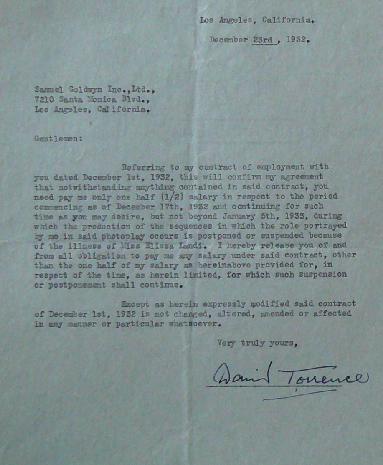 Los Angeles, California.
December 23rd, 1932.
Samuel Goldwyn Inc.,Ltd.,
7210 Santa Monica Blvd.,
Los Angeles, California.
Gentlemen:
Referring to my contract of employment with
you dated December 1st, 1932, this will confirm my agreement
that notwithstanding anything contained in said contract, you
need pay me only one half (1/2) salary in respect to the period
commencing as of December 17th, 1932 and continuing for such
time as you may desire, but not beyond January 5th, 1933, during
which the production of the sequences in which the role portrayed
by me in said photoplay occurs is postponed or suspended because
of the illness of Miss Elissa Landi. I hereby release you of and
from all obligation to pay me any salary under said contract, other
than the one half of my salary as hereinabove provided for, in
respect of the time, as herein limited, for which such suspension
or postponement shall continue.
Except as herein expressly modified said contract
of December 1st, 1932 is not changed, altered, amended or affected
in any manner or particular whatsoever.
Very truly yours,
David Torrence